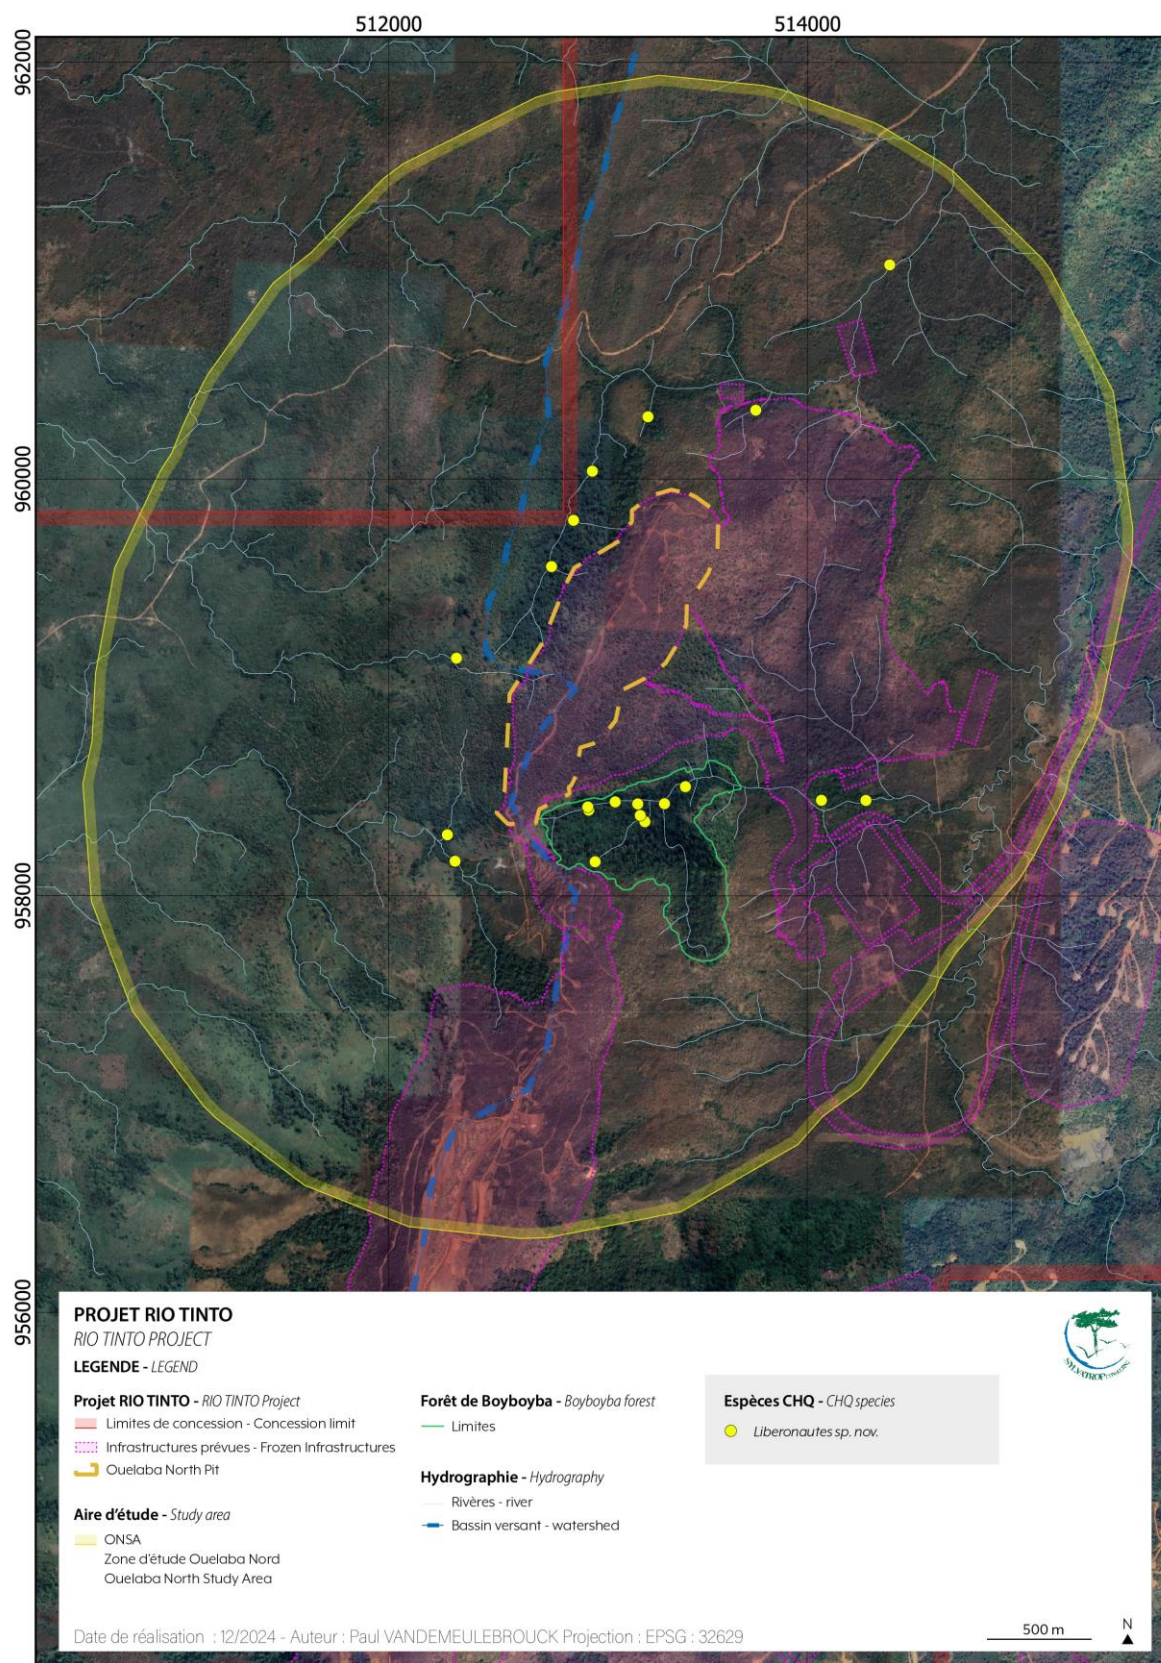 512000
514000
962000
960000
958000
956000
PROJET RIO TINTO
RIO TINTO PROJECT
LEGENDE - LEGEND
Projet RIO TINTO - RIO TINTO Project
Limites de concession - Concession limit
Infrastructures prévues - Frozen Infrastructures
Ouelaba North Pit
Aire d'étude - Study area
ONSA
Zone d'étude Ouelaba Nord
Ouelaba North Study Area
Forêt de Boyboyba - Boyboyba forest
Limites
Hydrographie - Hydrography
Rivères - river
Bassin versant - watershed
Espèces CHQ - CHQ species
Liberonautes sp. nov.
SYLVATROP CONSULTING
Date de réalisation : 12/2024 - Auteur : Paul VANDEMEULEBROUCK Projection : EPSG : 32629
500 m
N